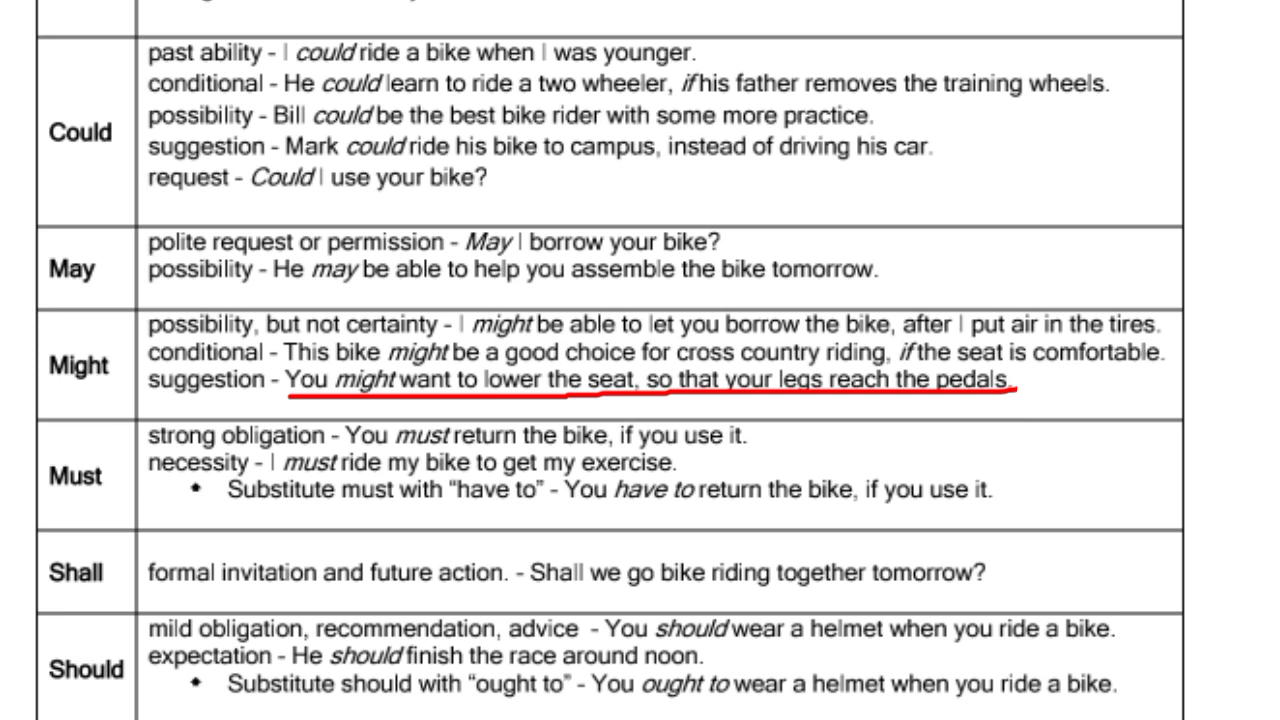 Could
past ability - I could ride a bike when I was younger.
conditional - He could learn to ride a two wheeler, if his father removes the training wheels.
possibility - Bill could be the best bike rider with some more practice.
suggestion - Mark could ride his bike to campus, instead of driving his car.
request - Could I use your bike?
May
polite request or permission - May I borrow your bike?
possibility - He may be able to help you assemble the bike tomorrow.
Might
possibility, but not certainty - I might be able to let you borrow the bike, after I put air in the tires.
conditional - This bike might be a good choice for cross country riding, if the seat is comfortable.
suggestion - You might want to lower the seat, so that your legs reach the pedals.
Must
strong obligation - You must return the bike, if you use it.
necessity - I must ride my bike to get my exercise.
• Substitute must with “have to” - You have to return the bike, if you use it.
Shall
formal invitation and future action. - Shall we go bike riding together tomorrow?
Should
mild obligation, recommendation, advice - You should wear a helmet when you ride a bike.
expectation - He should finish the race around noon.
• Substitute should with “ought to” - You ought to wear a helmet when you ride a bike.